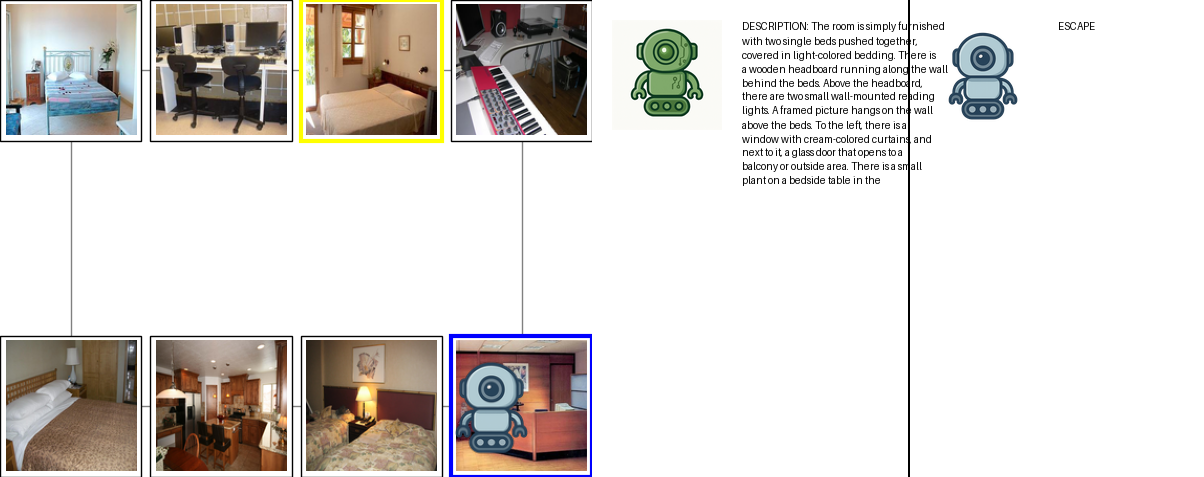 DESCRIPTION: The room is simply furnished
with two single beds pushed together,
covered in light-colored bedding. There is
a wooden headboard running along the wall
behind the beds. Above the headboard,
there are two small wall-mounted reading
lights. A framed picture hangs on the wall
above the beds. To the left, there is a
window with cream-colored curtains, and
next to it, a glass door that opens to a
balcony or outside area. There is a small
plant on a bedside table in the
ESCAPE